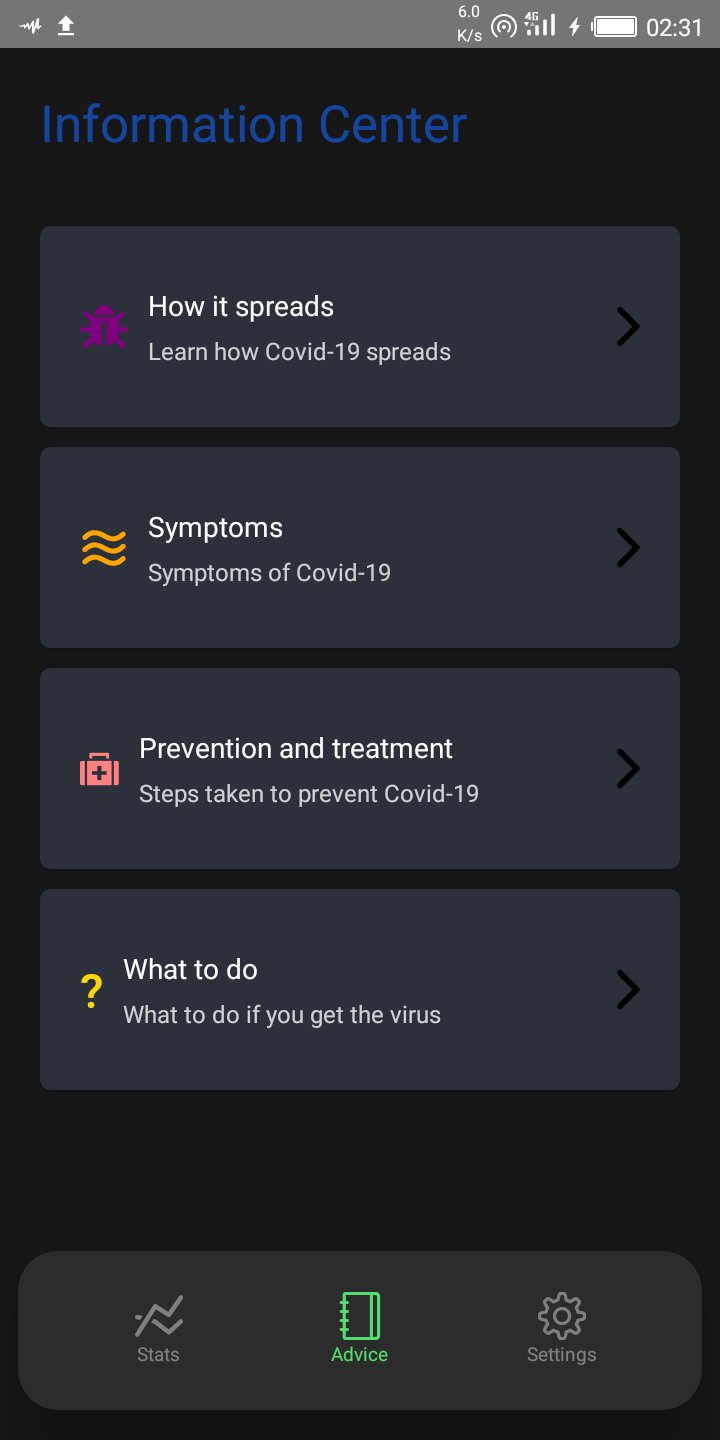 6.0
K/s
4G
02:31
Information Center
How it spreads
Learn how Covid-19 spreads
Symptoms
Symptoms of Covid-19
Prevention and treatment
Steps taken to prevent Covid-19
?
What to do
What to do if you get the virus
Stats
Advice
Settings